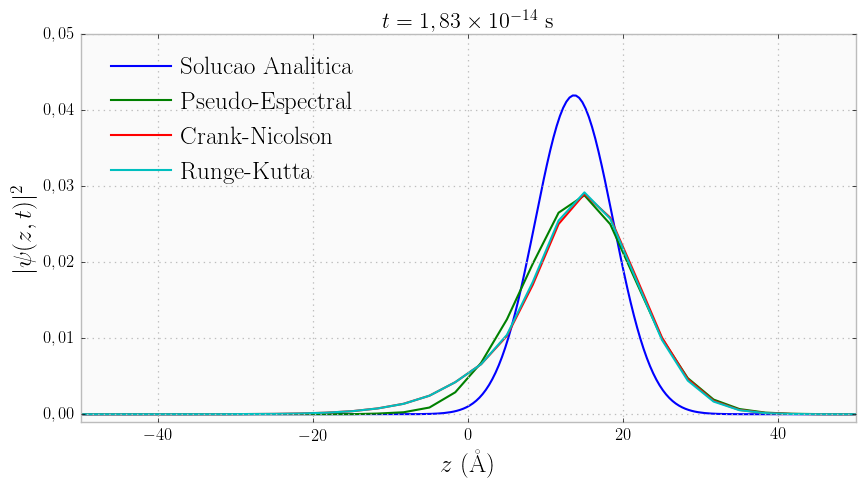 t = 1,83 × 10⁻¹⁴ s
0,05
0,04
0,03
0,02
0,01
0,00
|ψ(z, t)|²
Solucao Analitica
Pseudo-Espectral
Crank-Nicolson
Runge-Kutta
−40 −20 0 20 40
z (Å)